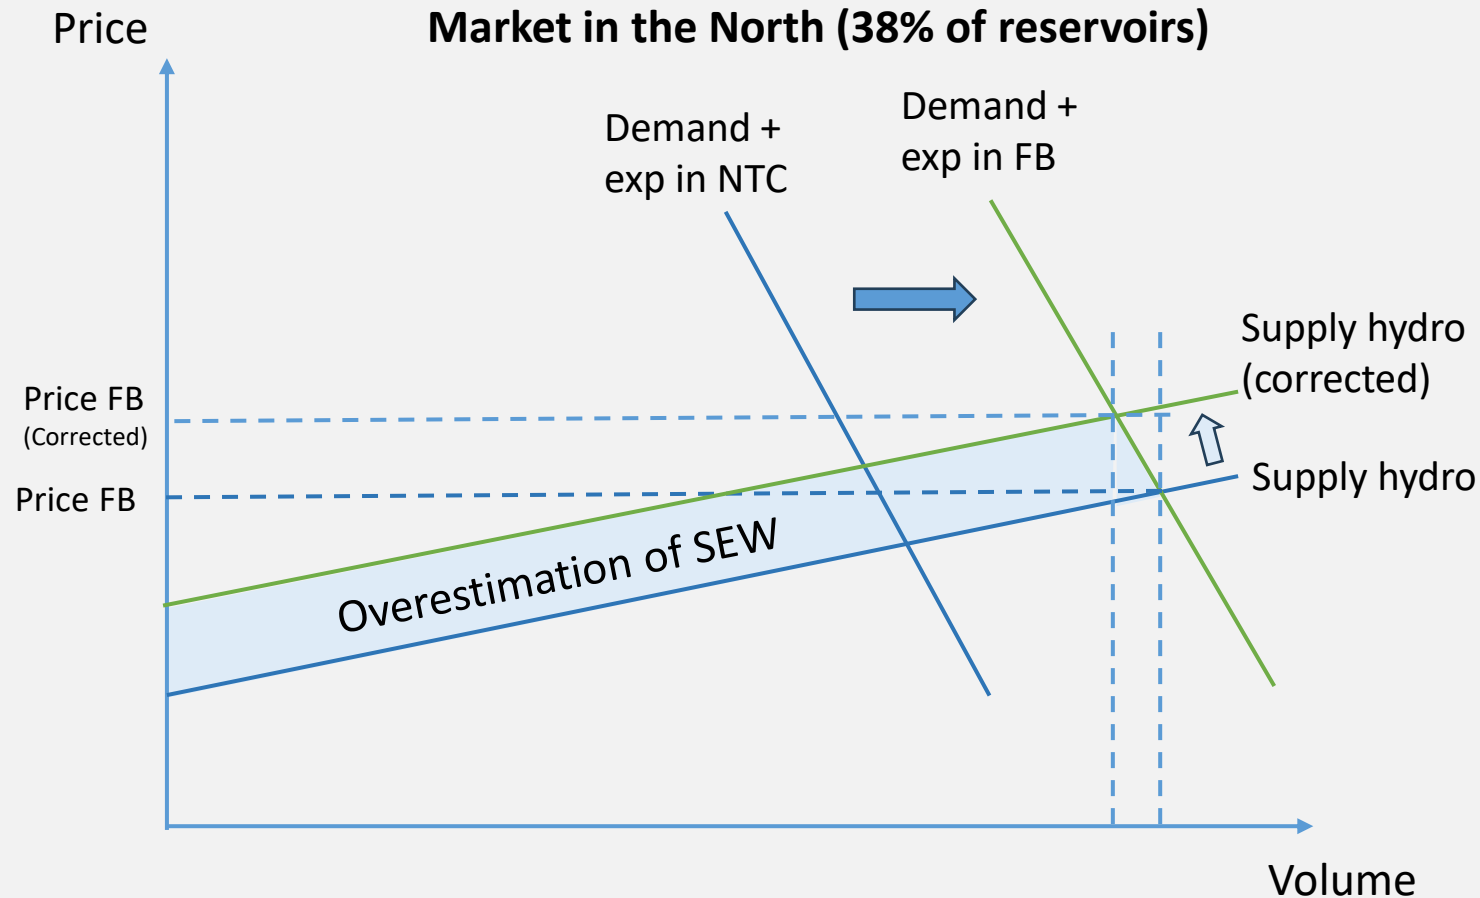 Price
Market in the North (38% of reservoirs)
Demand +
exp in NTC
Demand +
exp in FB
Supply hydro
(corrected)
Price FB
(Corrected)
Supply hydro
Price FB
Overestimation of SEW
Volume